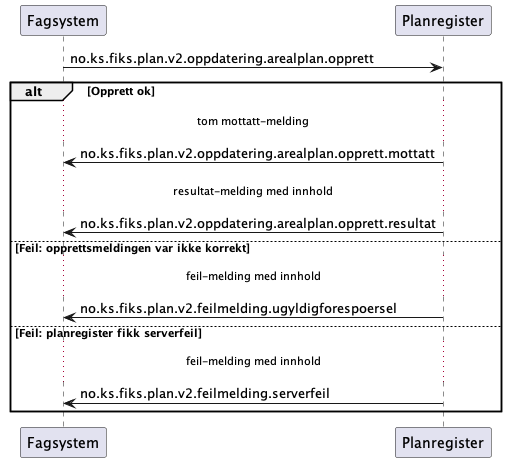 Fagsystem Planregister
no.ks.fiks.plan.v2.oppdatering.arealplan.opprett
alt [Opprett ok]
tom mottatt-melding
no.ks.fiks.plan.v2.oppdatering.arealplan.opprett.mottatt
resultat-melding med innhold
no.ks.fiks.plan.v2.oppdatering.arealplan.opprett.resultat
[Feil: opprettsmeldingen var ikke korrekt]
feil-melding med innhold
no.ks.fiks.plan.v2.feilmelding.ugyldigforespoersel
[Feil: planregister fikk serverfeil]
feil-melding med innhold
no.ks.fiks.plan.v2.feilmelding.serverfeil
Fagsystem Planregister